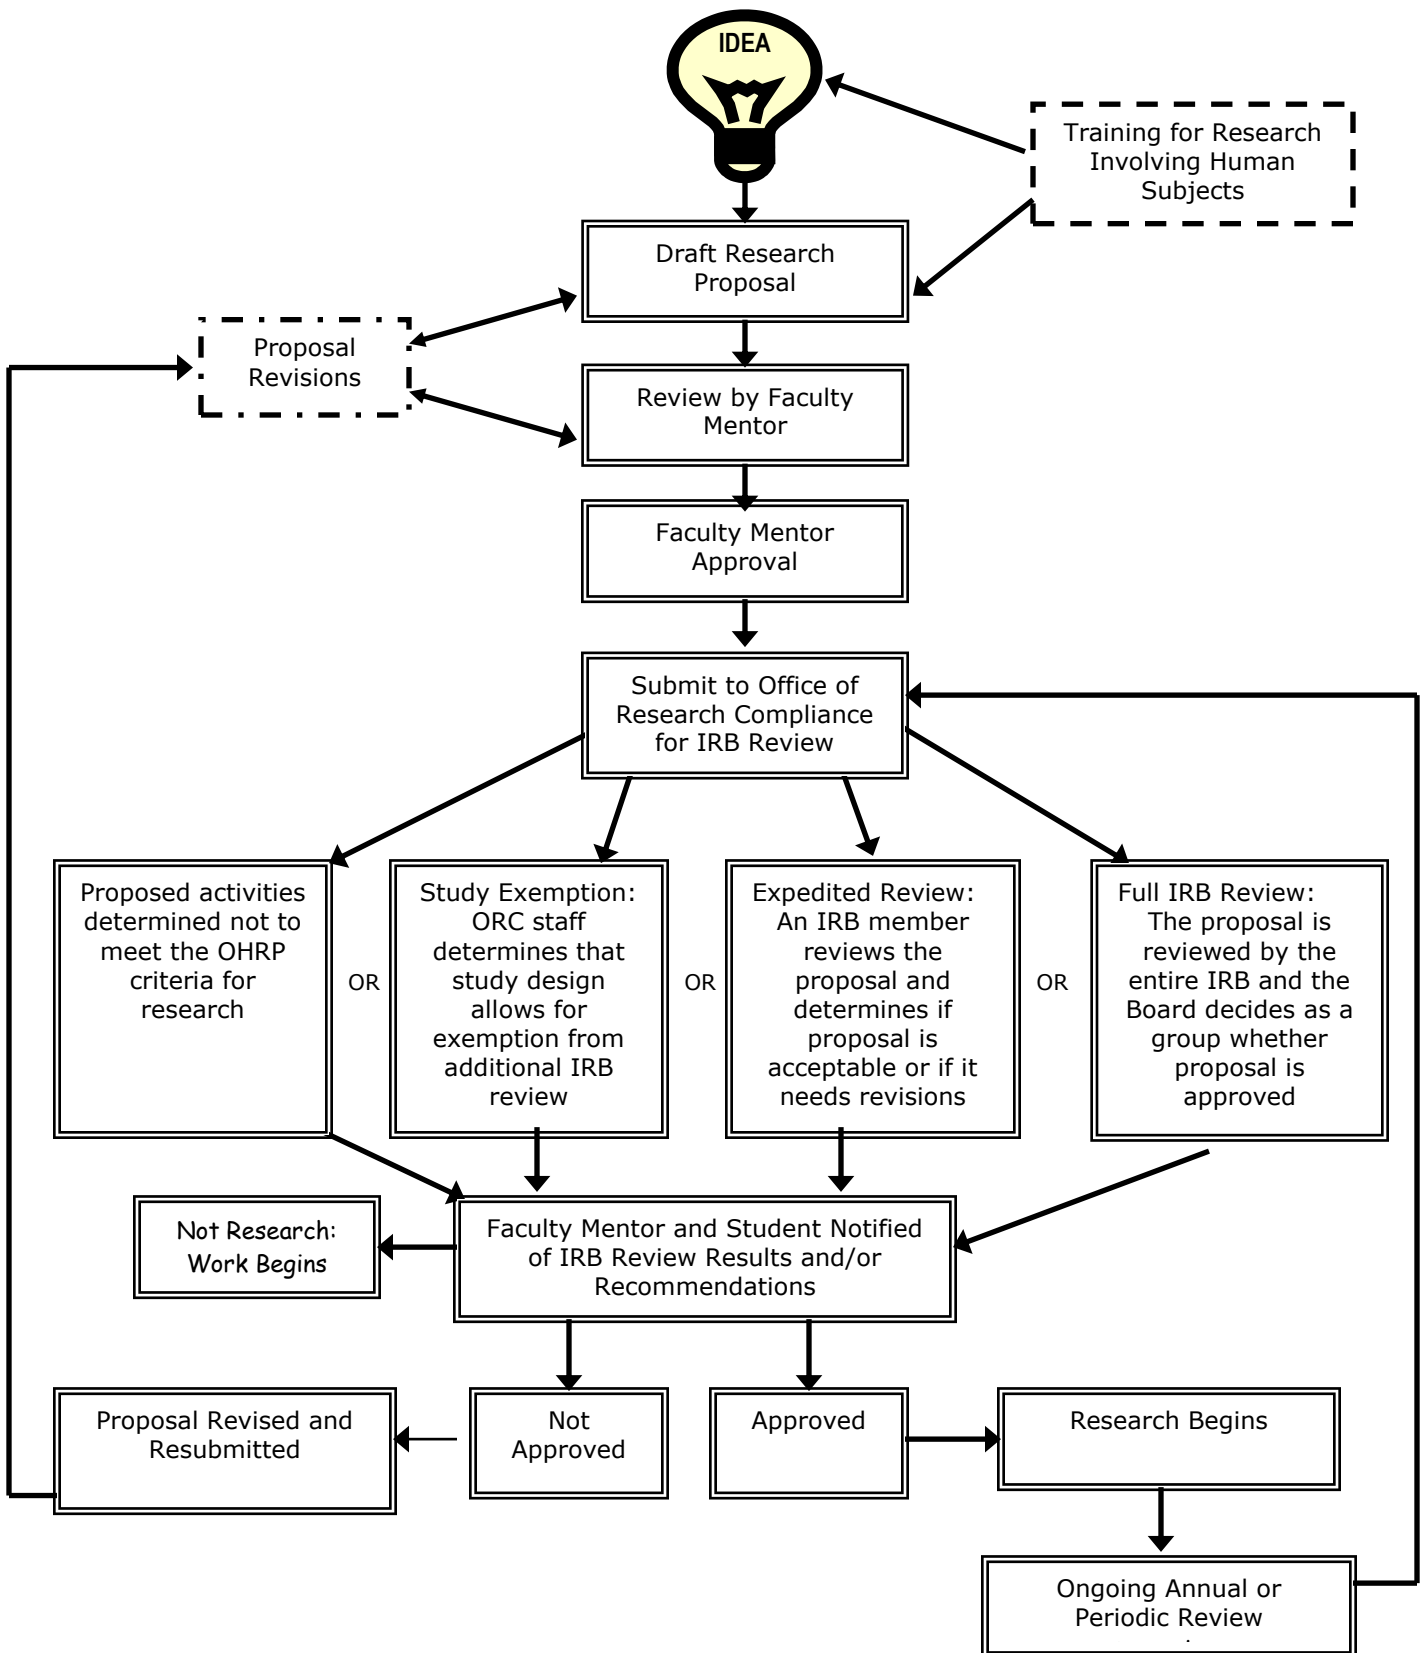 IDEA
Training for Research
Involving Human
Subjects
Draft Research
Proposal
Proposal
Revisions
Review by Faculty
Mentor
Faculty Mentor
Approval
Submit to Office of
Research Compliance
for IRB Review
Proposed activities
determined not to
meet the OHRP
criteria for
research
OR
Study Exemption:
ORC staff
determines that
study design
allows for
exemption from
additional IRB
review
OR
Expedited Review:
An IRB member
reviews the
proposal and
determines if
proposal is
acceptable or if it
needs revisions
OR
Full IRB Review:
The proposal is
reviewed by the
entire IRB and the
Board decides as a
group whether
proposal is
approved
Not Research:
Work Begins
Faculty Mentor and Student Notified
of IRB Review Results and/or
Recommendations
Proposal Revised and
Resubmitted
Not
Approved
Approved
Research Begins
Ongoing Annual or
Periodic Review